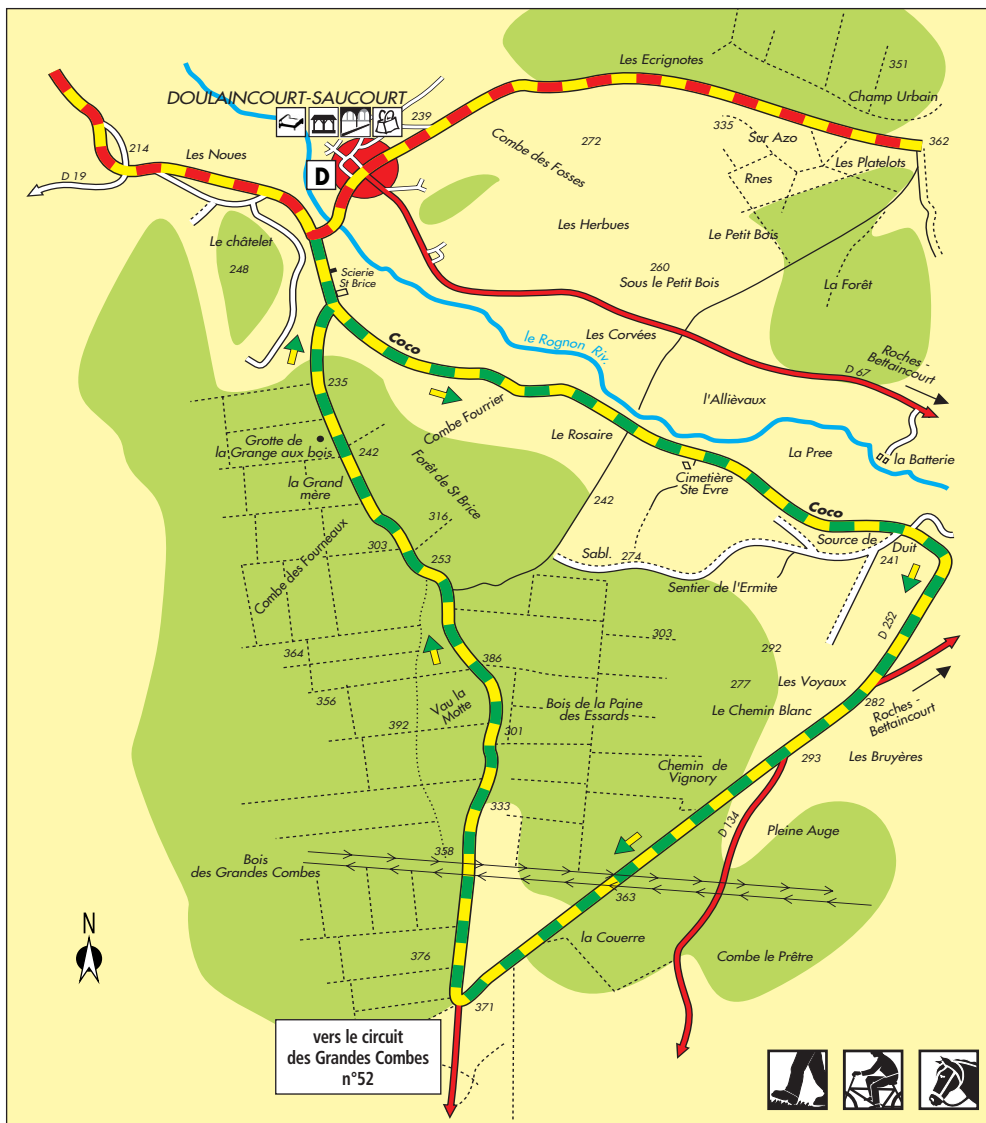 Les Ecrignotes
351
Champ Urbain
DOULAINCOURT-SAUCOURT
239
214
Les Noues
D 19
D
Combe des Fosses
272
335
Sur Azo
362
Les Platelots
Rnes
Les Herbues
Le Petit Bois
Le châtelet
248
Scierie
St Brice
260
Sous le Petit Bois
La Forêt
Coco
le Rognon Riv.
Les Corvées
Roches -
Bettaincourt
D 67
235
l'Allièvaux
Combe Fourrier
Le Rosaire
Grotte de
la Grange aux bois
242
Forêt de St Brice
La Pree
la Batterie
la Grand
mère
Cimetière
Ste Evre
242
Coco
316
303
253
Combe des Fourneaux
Sabl.
274
Source de
Duit
241
Sentier de l'Ermite
D 252
303
292
364
386
277
Les Voyaux
356
Vau la
Motte
Bois de la Paine
des Essards
Le Chemin Blanc
282
Roches -
Bettaincourt
392
301
293
Les Bruyères
Chemin de
Vignory
333
D 134
Pleine Auge
358
Bois
des Grandes Combes
363
la Couerre
N
376
Combe le Prêtre
371
vers le circuit
des Grandes Combes
n°52